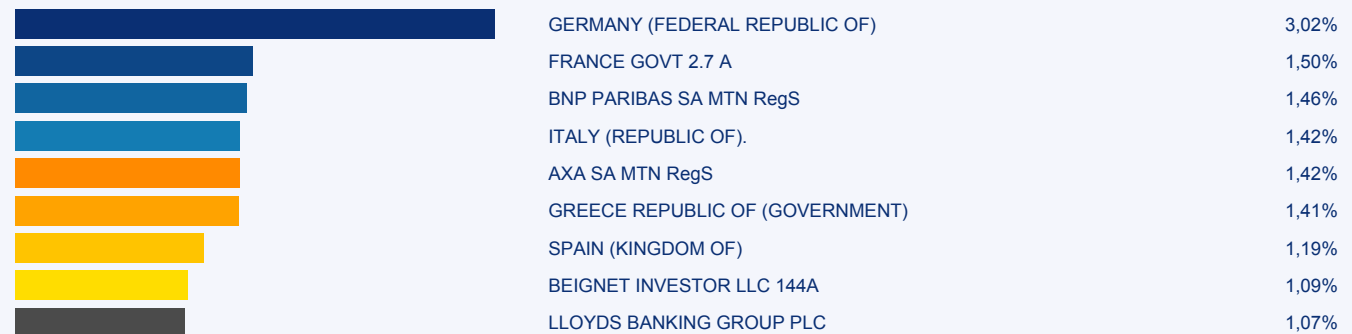 GERMANY (FEDERAL REPUBLIC OF) 3,02%
FRANCE GOVT 2.7 A 1,50%
BNP PARIBAS SA MTN RegS 1,46%
ITALY (REPUBLIC OF). 1,42%
AXA SA MTN RegS 1,42%
GREECE REPUBLIC OF (GOVERNMENT) 1,41%
SPAIN (KINGDOM OF) 1,19%
BEIGNET INVESTOR LLC 144A 1,09%
LLOYDS BANKING GROUP PLC 1,07%